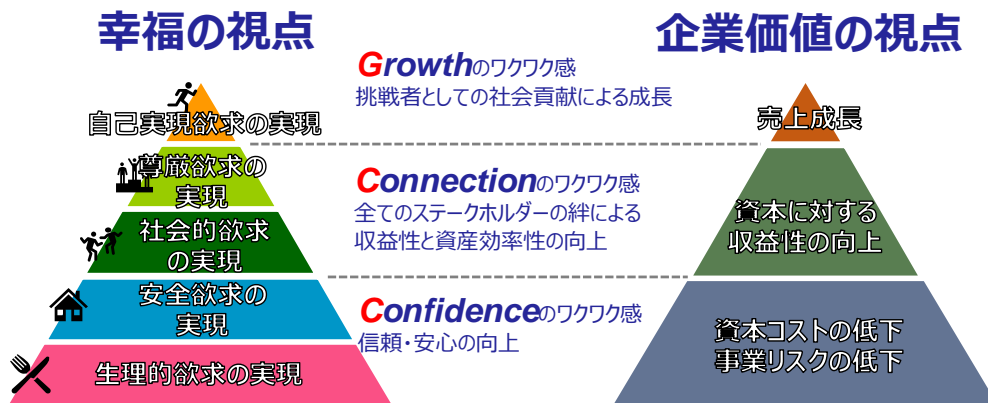 幸福の視点
自己実現欲求の実現
尊厳欲求の
実現
社会的欲求
の実現
安全欲求の
実現
生理的欲求の実現
Growthのワクワク感
挑戦者としての社会貢献による成長
Connectionのワクワク感
全てのステークホルダーの絆による
収益性と資産効率性の向上
Confidenceのワクワク感
信頼・安心の向上
企業価値の視点
売上成長
資本に対する
収益性の向上
資本コストの低下
事業リスクの低下